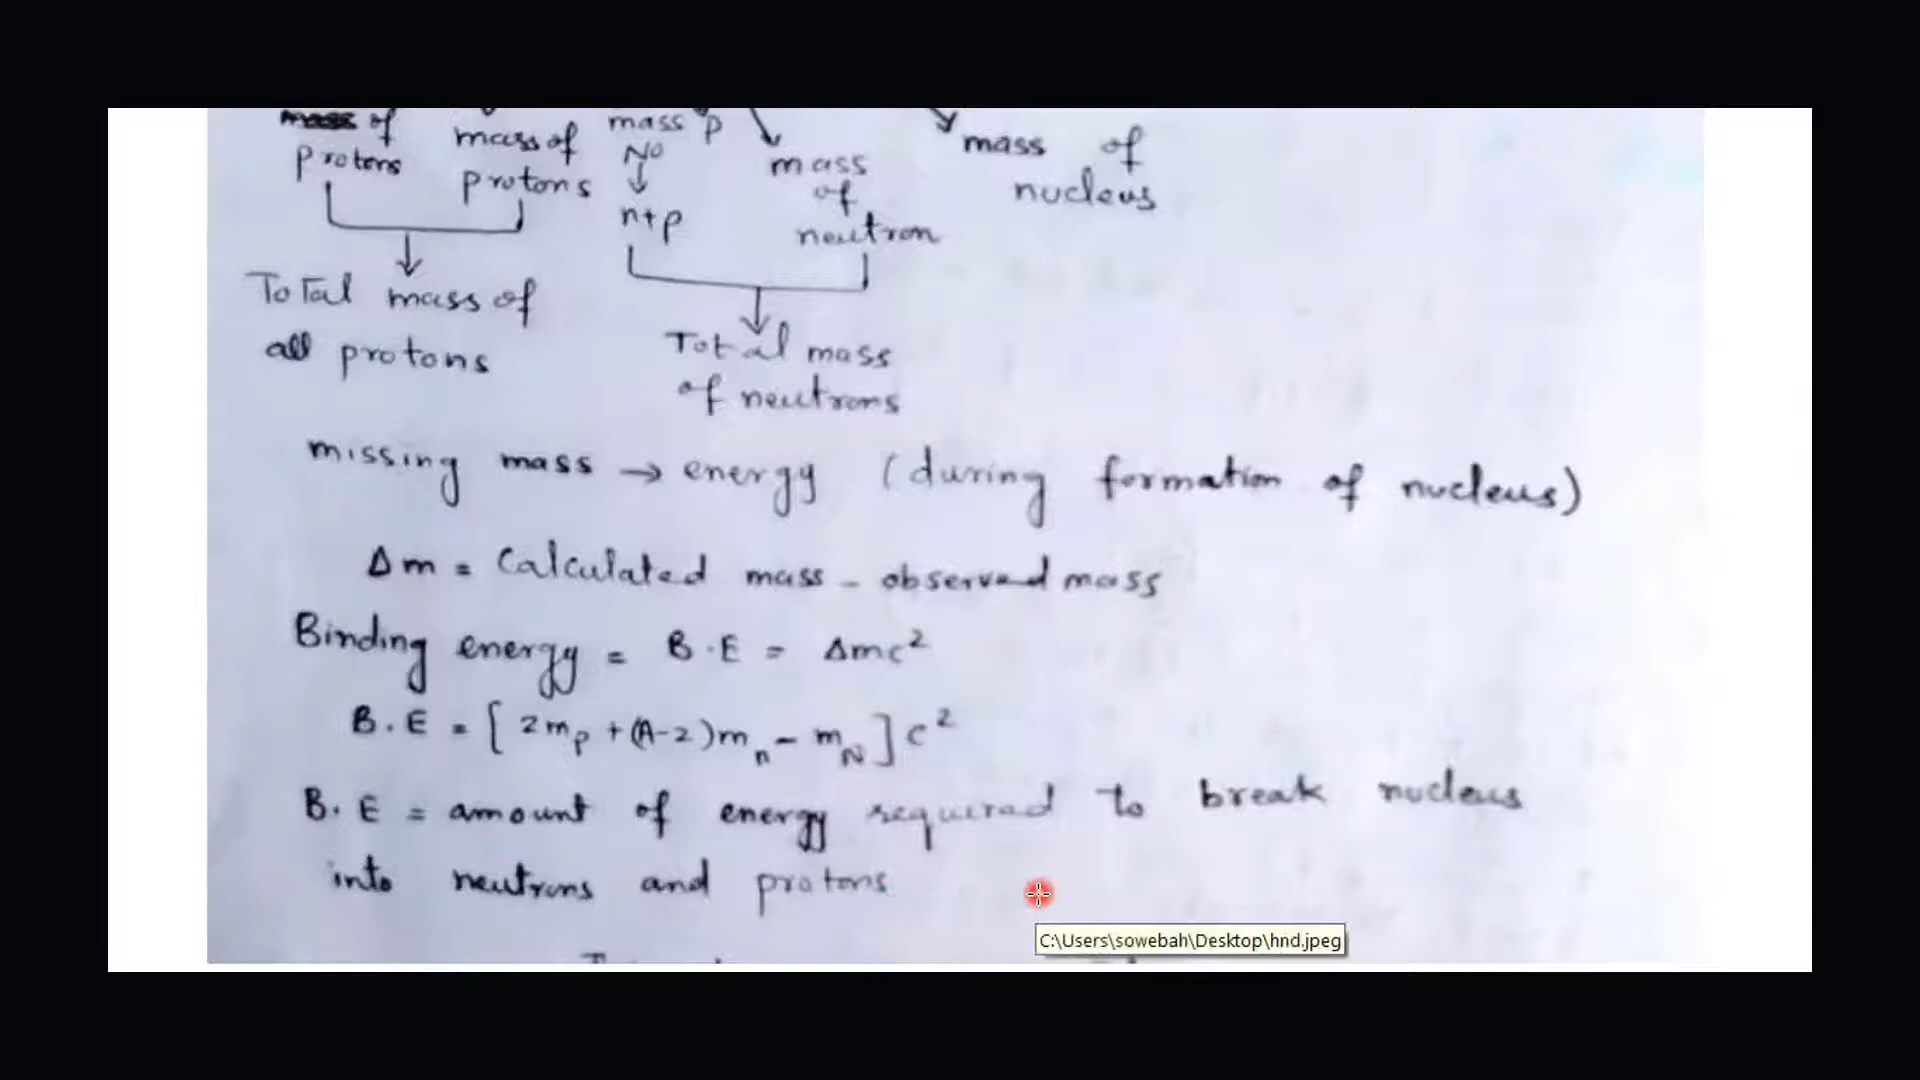 of mass of mass p mass of
protons protons No mass nucleus
n+p of
neutron
Total mass of
all protons Total mass
of neutrons
missing mass → energy (during formation of nucleus)
Δm = Calculated mass - observed mass
Binding energy = B.E = Δmc²
B.E = [ 2mp + (A-2)mn - mN ] c²
B.E = amount of energy required to break nucleus
into neutrons and protons
C:\Users\sowebah\Desktop\hnd.jpeg